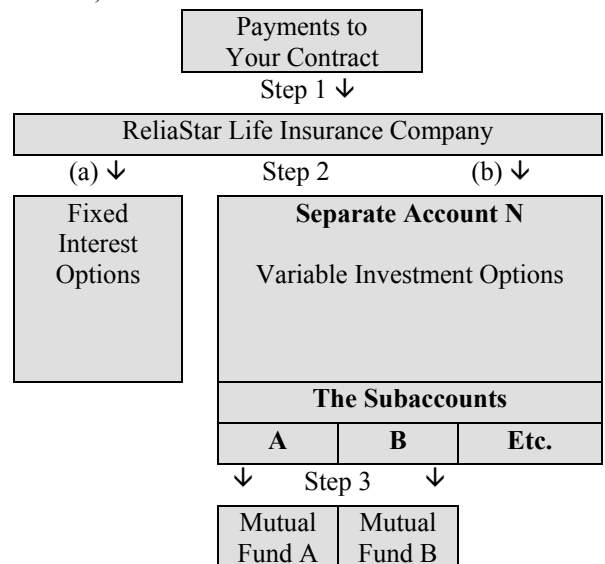 Payments to
Your Contract
Step 1 ↓
ReliaStar Life Insurance Company
(a) ↓ Step 2 (b) ↓
Fixed
Interest
Options
Separate Account N
Variable Investment Options
The Subaccounts
A B Etc.
↓ Step 3 ↓
Mutual
Fund A
Mutual
Fund B